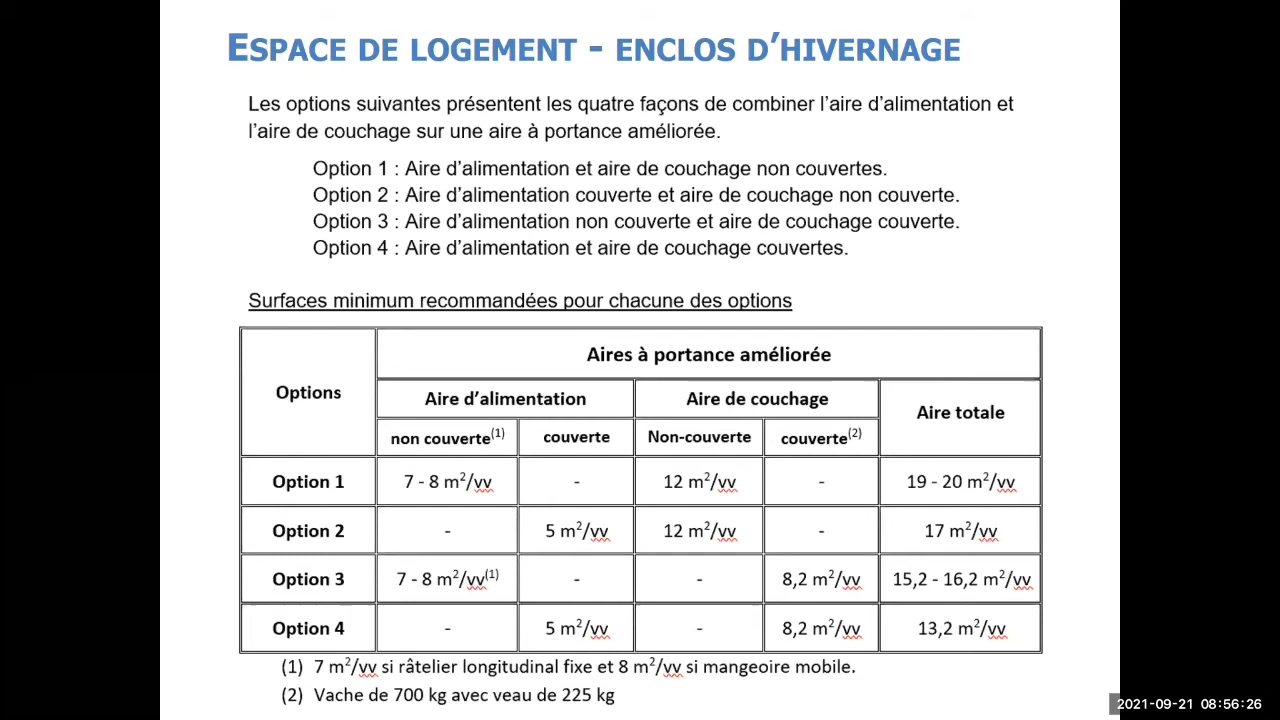 ESPACE DE LOGEMENT - ENCLOS D'HIVERNAGE
Les options suivantes présentent les quatre façons de combiner l'aire d'alimentation et
l'aire de couchage sur une aire à portance améliorée.
Option 1 : Aire d'alimentation et aire de couchage non couvertes.
Option 2 : Aire d'alimentation couverte et aire de couchage non couverte.
Option 3 : Aire d'alimentation non couverte et aire de couchage couverte.
Option 4 : Aire d'alimentation et aire de couchage couvertes.
Surfaces minimum recommandées pour chacune des options
Options
Aires à portance améliorée
Aire d'alimentation Aire de couchage Aire totale
non couverte(1) couverte Non-couverte couverte(2)
Option 1 7 - 8 m²/vv - 12 m²/vv - 19 - 20 m²/vv
Option 2 - 5 m²/vv 12 m²/vv - 17 m²/vv
Option 3 7 - 8 m²/vv(1) - - 8,2 m²/vv 15,2 - 16,2 m²/vv
Option 4 - 5 m²/vv - 8,2 m²/vv 13,2 m²/vv
(1) 7 m²/vv si râtelier longitudinal fixe et 8 m²/vv si mangeoire mobile.
(2) Vache de 700 kg avec veau de 225 kg
2021-09-21 08:56:26